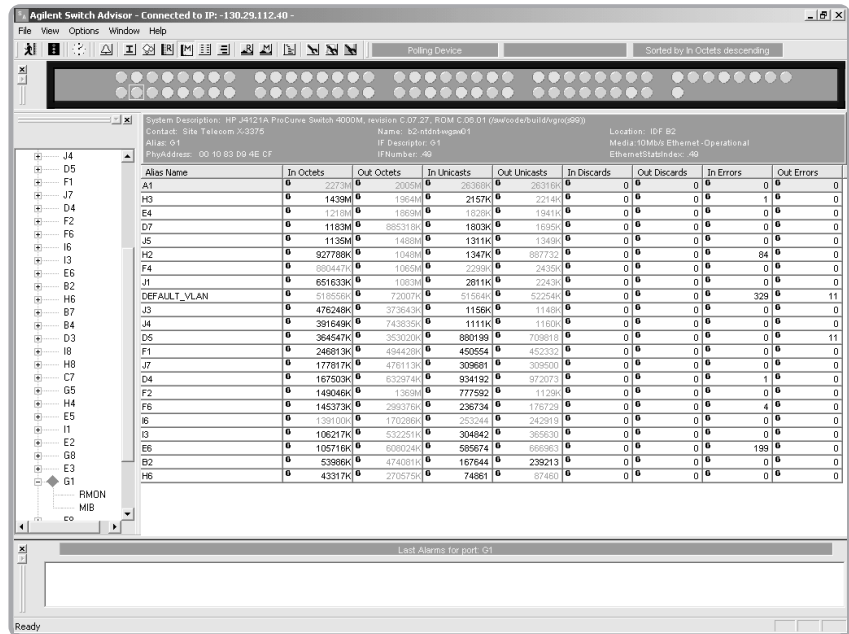 Agilent Switch Advisor - Connected to IP: -130.29.112.40 -
File View Options Window Help
Polling Device
Sorted by In Octets descending
System Description: HP J4121A ProCurve Switch 4000M, revision C.07.27, ROM C.06.01 (/sw/code/build/vgro(s99))
Contact: Site Telecom X-3375 Name: b2-ntdnt-wgsw01 Location: IDF B2
Alias: G1 IF Descriptor: G1 Media:10Mb/s Ethernet -Operational
PhyAddress: 00 10 83 D9 4E CF IFNumber: .49 EthernetStatsIndex: .49
J4
D5
F1
J7
D4
F2
F6
I6
I3
E6
B2
H6
B7
B4
D3
I8
H8
C7
G5
H4
E5
I1
E2
G8
E3
G1
RMON
MIB
Alias Name In Octets Out Octets In Unicasts Out Unicasts In Discards Out Discards In Errors Out Errors
A1 2273M 2005M 26368K 26316K 0 0 0 0
H3 1439M 1964M 2157K 2214K 0 0 1 0
E4 1218M 1869M 1828K 1941K 0 0 0 0
D7 1183M 885318K 1803K 1695K 0 0 0 0
J5 1135M 1488M 1311K 1349K 0 0 0 0
H2 927788K 1048M 1347K 887732 0 0 84 0
F4 880447K 1065M 2299K 2435K 0 0 0 0
J1 651633K 1083M 2811K 2243K 0 0 0 0
DEFAULT_VLAN 518556K 72007K 51564K 52254K 0 0 329 11
J3 476248K 373643K 1156K 1148K 0 0 0 0
J4 391649K 743835K 1111K 1160K 0 0 0 0
D5 364547K 353020K 880199 709818 0 0 0 11
F1 246813K 494428K 450554 452332 0 0 0 0
J7 177817K 476113K 309681 309500 0 0 0 0
D4 167503K 632974K 934192 972073 0 0 1 0
F2 149046K 1369M 777592 1129K 0 0 0 0
F6 145373K 299376K 236734 176729 0 0 4 0
I6 139100K 170286K 253244 242919 0 0 0 0
I3 106217K 532251K 304842 365630 0 0 0 0
E6 105716K 608024K 585674 666963 0 0 199 0
B2 53986K 474081K 167644 239213 0 0 0 0
H6 43317K 270575K 74861 87460 0 0 0 0
Last Alarms for port: G1
Ready